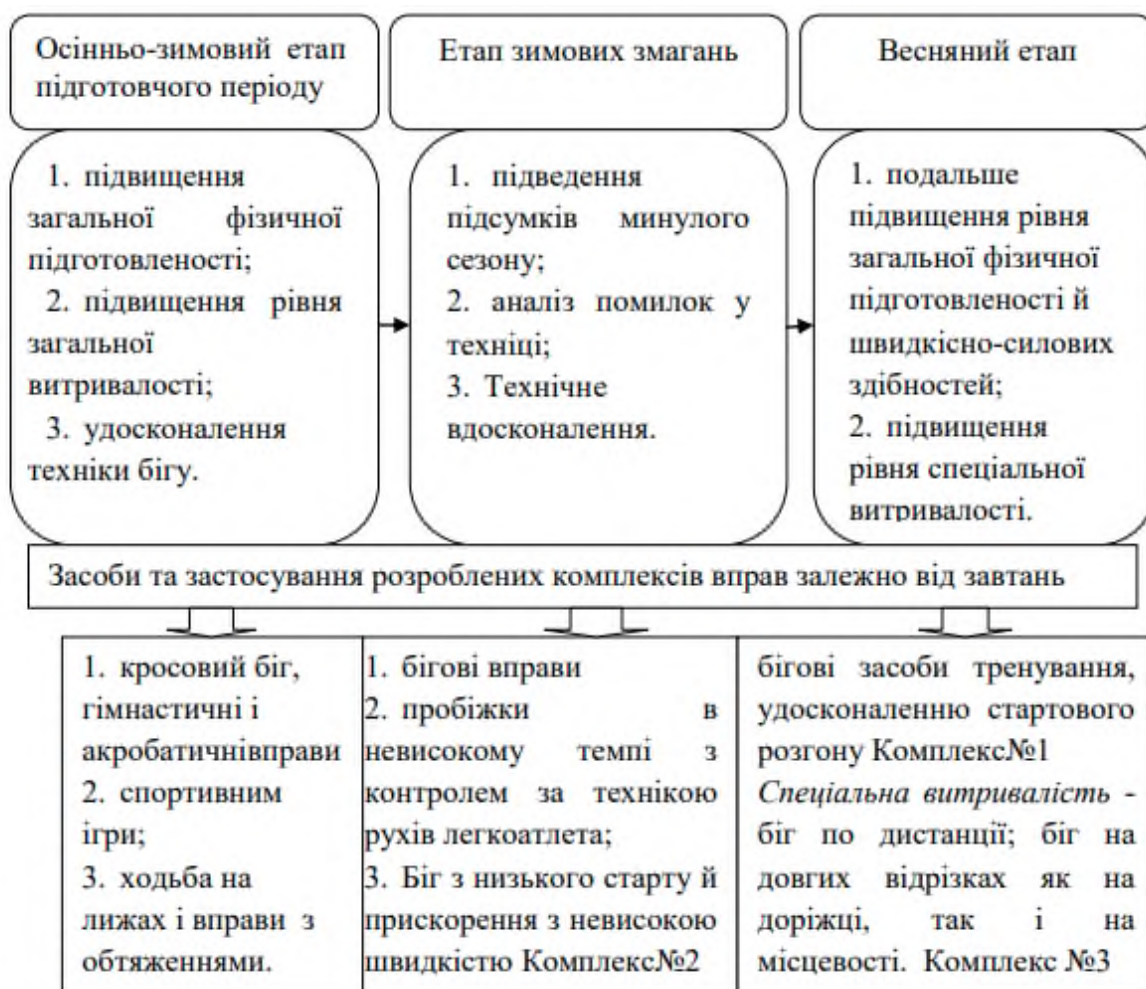 Осінньо-зимовий етап
підготовчого періоду
Етап зимових змагань
Весняний етап
1. підвищення
загальної фізичної
підготовленості;
2. підвищення рівня
загальної
витривалості;
3. удосконалення
техніки бігу.
1. підведення
підсумків минулого
сезону;
2. аналіз помилок у
техніці;
3. Технічне
вдосконалення.
1. подальше
підвищення рівня
загальної фізичної
підготовленості й
швидкісно-силових
здібностей;
2. підвищення
рівня спеціальної
витривалості.
Засоби та застосування розроблених комплексів вправ залежно від завтань
1. кросовий біг,
гімнастичні і
акробатичнівправи
2. спортивним
ігри;
3. ходьба на
лижах і вправи з
обтяженнями.
1. бігові вправи
2. пробіжки в
невисокому темпі з
контролем за технікою
рухів легкоатлета;
3. Біг з низького старту й
прискорення з невисокою
швидкістю Комплекс№2
бігові засоби тренування,
удосконаленню стартового
розгону Комплекс№1
Спеціальна витривалість -
біг по дистанції; біг на
довгих відрізках як на
доріжці, так і на
місцевості. Комплекс №3